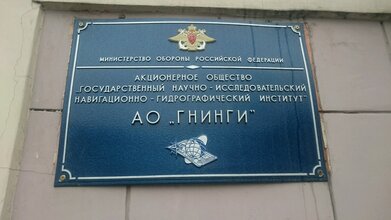 МИНИСТЕРСТВО ОБОРОНЫ РОССИЙСКОЙ ФЕДЕРАЦИИ
АКЦИОНЕРНОЕ ОБЩЕСТВО
„ГОСУДАРСТВЕННЫЙ НАУЧНО-ИССЛЕДОВАТЕЛЬСКИЙ
НАВИГАЦИОННО-ГИДРОГРАФИЧЕСКИЙ ИНСТИТУТ"
АО „ГНИНГИ"